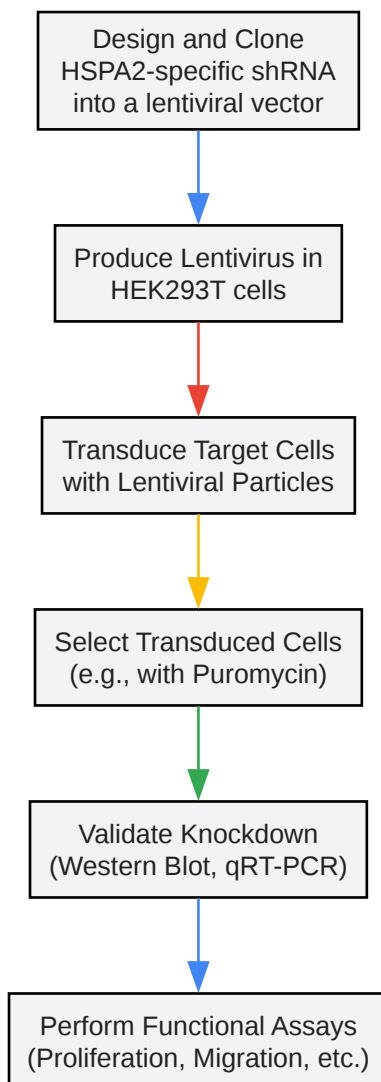 Design and Clone
HSPA2-specific shRNA
into a lentiviral vector
Produce Lentivirus in
HEK293T cells
Transduce Target Cells
with Lentiviral Particles
Select Transduced Cells
(e.g., with Puromycin)
Validate Knockdown
(Western Blot, qRT-PCR)
Perform Functional Assays
(Proliferation, Migration, etc.)